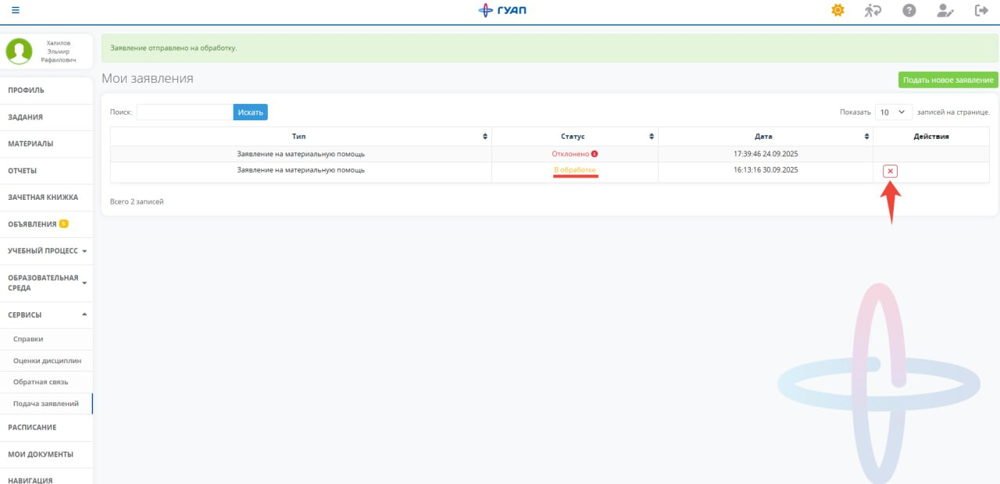 ГУАП
Халилов
Эльмир
Рафаилович
Заявление отправлено на обработку.
Мои заявления
Подать новое заявление
ПРОФИЛЬ
ЗАДАНИЯ
МАТЕРИАЛЫ
ОТЧЕТЫ
ЗАЧЕТНАЯ КНИЖКА
ОБЪЯВЛЕНИЯ 5
УЧЕБНЫЙ ПРОЦЕСС
ОБРАЗОВАТЕЛЬНАЯ
СРЕДА
СЕРВИСЫ
Справки
Оценки дисциплин
Обратная связь
Подача заявлений
РАСПИСАНИЕ
МОИ ДОКУМЕНТЫ
НАВИГАЦИЯ
Поиск: Искать
Показать 10 записей на странице.
Тип Статус Дата Действия
Заявление на материальную помощь Отклонено 17:39:46 24.09.2025
Заявление на материальную помощь В обработке 16:13:16 30.09.2025
Всего 2 записей